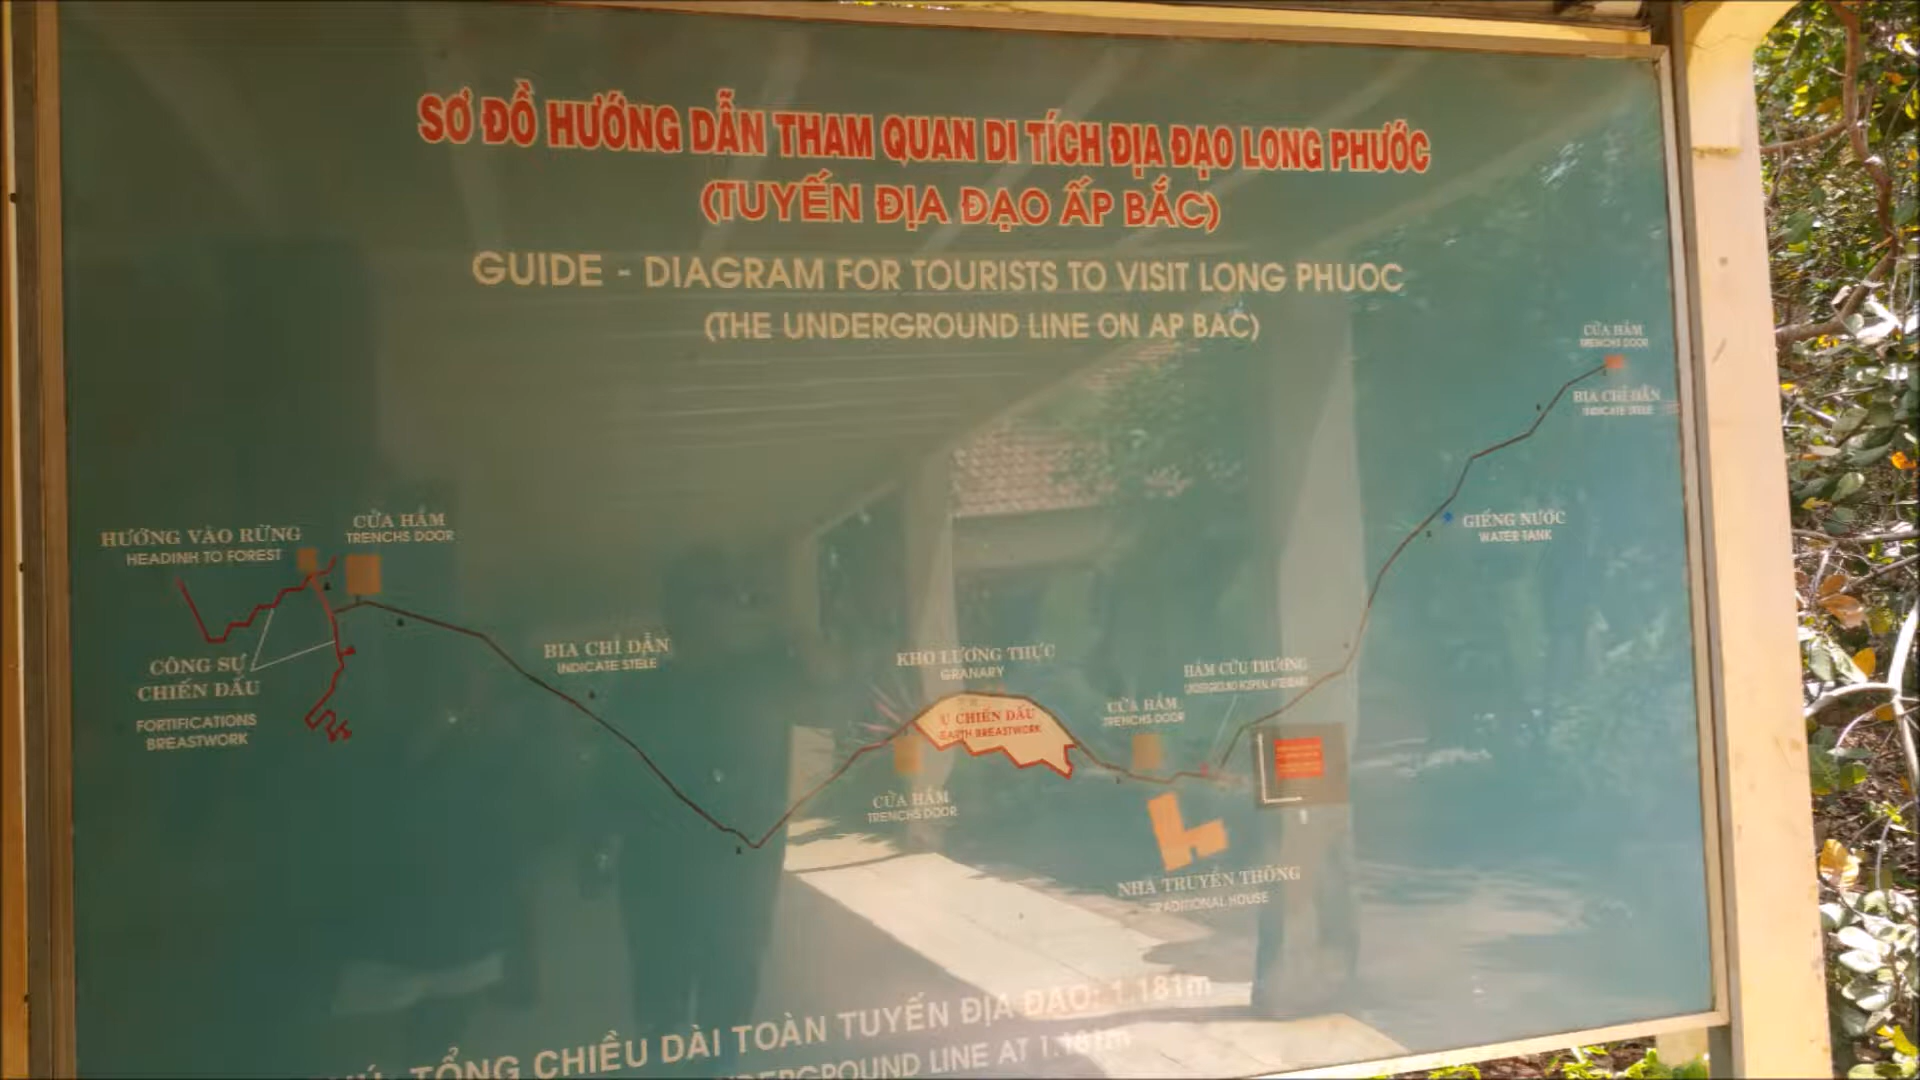 SƠ ĐỒ HƯỚNG DẪN THAM QUAN DI TÍCH ĐỊA ĐẠO LONG PHƯỚC
(TUYẾN ĐỊA ĐẠO ẤP BẮC)
GUIDE - DIAGRAM FOR TOURISTS TO VISIT LONG PHUOC
(THE UNDERGROUND LINE ON AP BAC)
CỬA HẦM
TRENCHS DOOR
BIA CHỈ DẪN
INDICATE STELE
HƯỚNG VÀO RỪNG
HEADINH TO FOREST
CỬA HẦM
TRENCHS DOOR
GIẾNG NƯỚC
WATER TANK
CÔNG SỰ
CHIẾN ĐẤU
FORTIFICATIONS
BREASTWORK
BIA CHỈ DẪN
INDICATE STELE
KHO LƯƠNG THỰC
GRANARY
Ụ CHIẾN ĐẤU
EARTH BREASTWORK
CỬA HẦM
TRENCHS DOOR
HẦM CỨU THƯƠNG
CỬA HẦM
TRENCHS DOOR
NHÀ TRUYỀN THỐNG
TRADITIONAL HOUSE
TỔNG CHIỀU DÀI TOÀN TUYẾN ĐỊA ĐẠO: 1.181m
UNDERGROUND LINE AT 1.181m